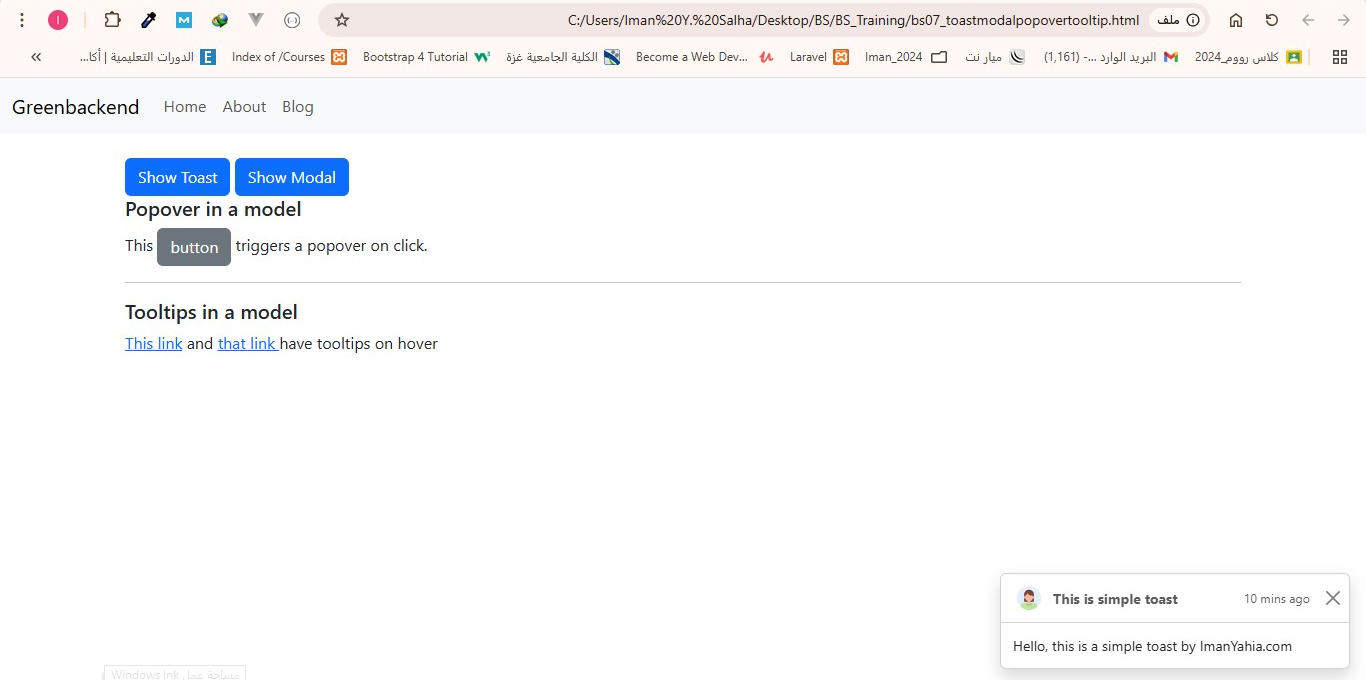 C:/Users/Iman%20Y.%20Salha/Desktop/BS/BS_Training/bs07_toastmodalpopovertooltip.html ملف
كلاس رووم_2024
البريد الوارد -... (1,161)
ميار نت
Iman_2024
Laravel
Become a Web Dev...
الكلية الجامعية غزة
Bootstrap 4 Tutorial
Index of /Courses
الدورات التعليمية | أكا...
Greenbackend Home About Blog
Show Toast Show Modal
Popover in a model
This button triggers a popover on click.
Tooltips in a model
This link and that link have tooltips on hover
This is simple toast 10 mins ago
Hello, this is a simple toast by ImanYahia.com
مساحة عمل Windows Ink